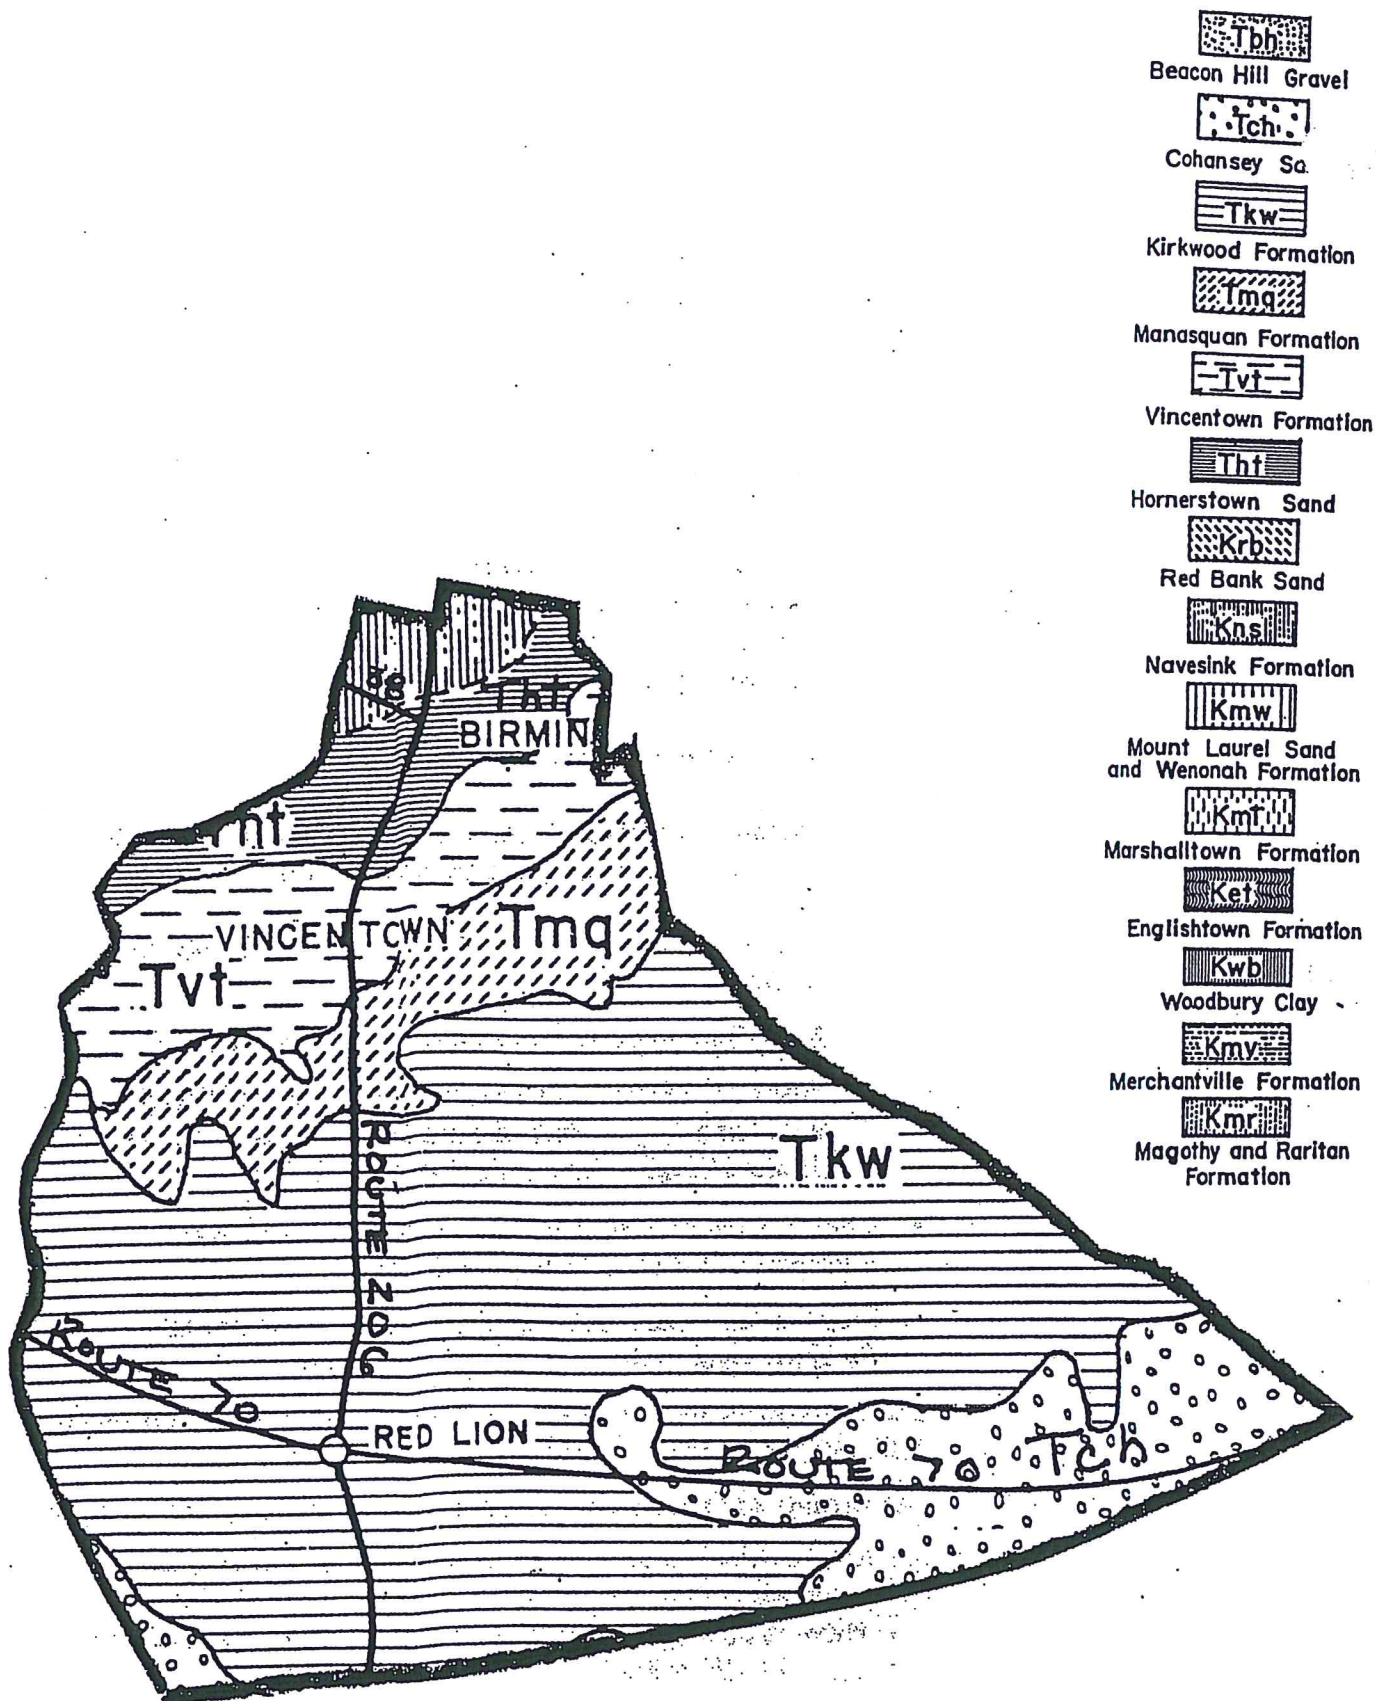 Tbh
Beacon Hill Gravel
Tch
Cohansey Sa.
Tkw
Kirkwood Formation
Tmq
Manasquan Formation
Tvt
Vincentown Formation
Tht
Hornerstown Sand
Krb
Red Bank Sand
Kns
Navesink Formation
Kmw
Mount Laurel Sand
and Wenonah Formation
Kmt
Marshalltown Formation
Ket
Englishtown Formation
Kwb
Woodbury Clay
Kmv
Merchantville Formation
Kmr
Magothy and Raritan
Formation
38
Tht
BIRMIN
Tht
VINCENTOWN
Tmq
Tvt
Tkw
ROUTE 206
ROUTE 70
RED LION
ROUTE 70
Tch